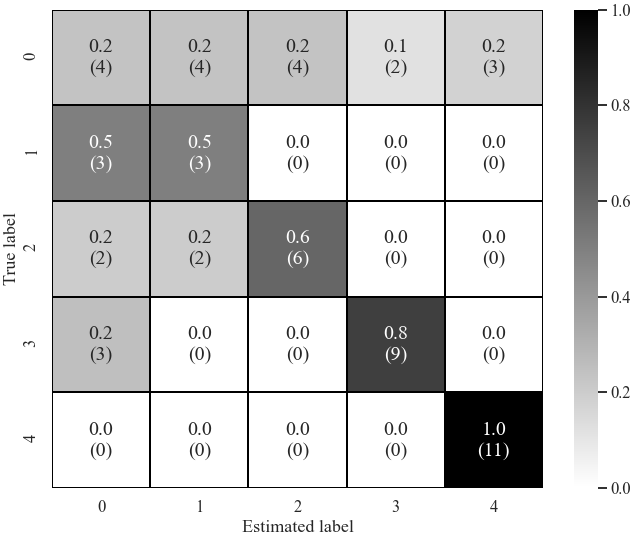 0.2 0.2 0.2 0.1 0.2
(4) (4) (4) (2) (3)
0
0.5 0.5 0.0 0.0 0.0
(3) (3) (0) (0) (0)
1
0.2 0.2 0.6 0.0 0.0
(2) (2) (6) (0) (0)
2
0.2 0.0 0.0 0.8 0.0
(3) (0) (0) (9) (0)
3
0.0 0.0 0.0 0.0 1.0
(0) (0) (0) (0) (11)
4
True label
0 1 2 3 4
Estimated label
1.0
0.8
0.6
0.4
0.2
0.0